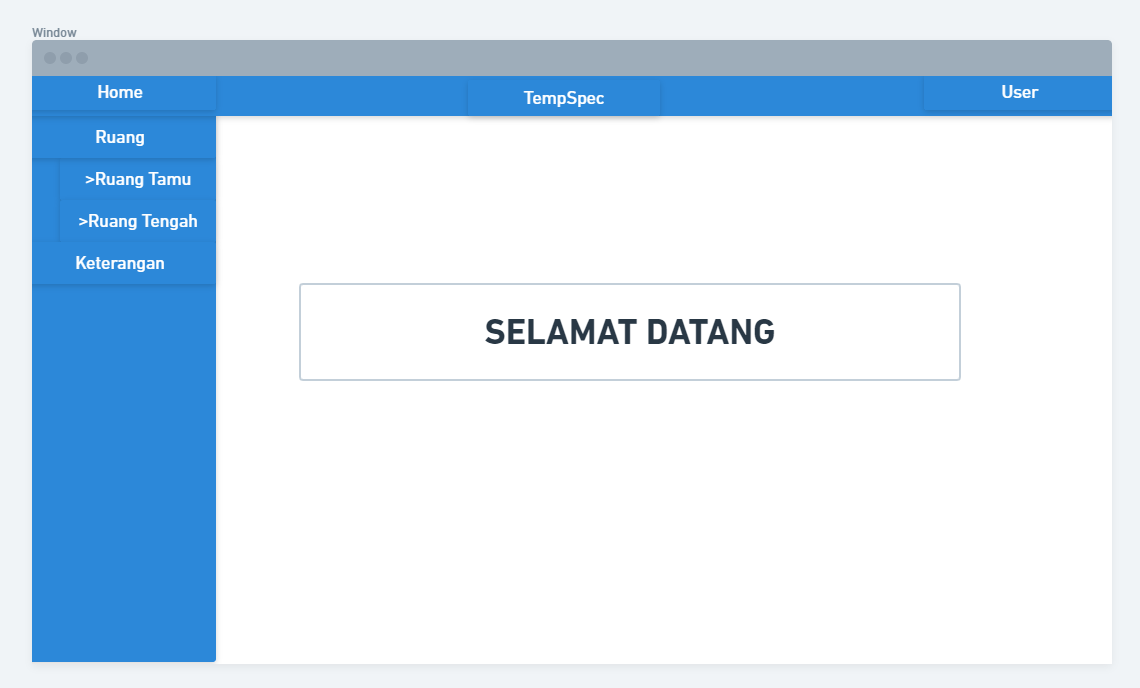 Window
Home
TempSpec
User
Ruang
>Ruang Tamu
>Ruang Tengah
Keterangan
SELAMAT DATANG